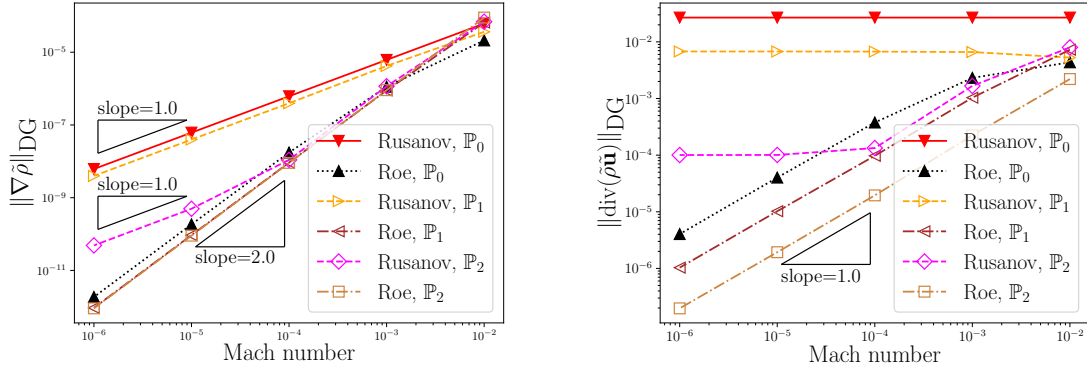 ‖∇ρ̃‖_DG
10⁻⁵
10⁻⁷
10⁻⁹
10⁻¹¹
slope=1.0
slope=1.0
slope=2.0
Rusanov, ℙ₀
Roe, ℙ₀
Rusanov, ℙ₁
Roe, ℙ₁
Rusanov, ℙ₂
Roe, ℙ₂
10⁻⁶ 10⁻⁵ 10⁻⁴ 10⁻³ 10⁻²
Mach number
‖div(ρ̃ũ)‖_DG
10⁻²
10⁻³
10⁻⁴
10⁻⁵
10⁻⁶
slope=1.0
Rusanov, ℙ₀
Roe, ℙ₀
Rusanov, ℙ₁
Roe, ℙ₁
Rusanov, ℙ₂
Roe, ℙ₂
10⁻⁶ 10⁻⁵ 10⁻⁴ 10⁻³ 10⁻²
Mach number